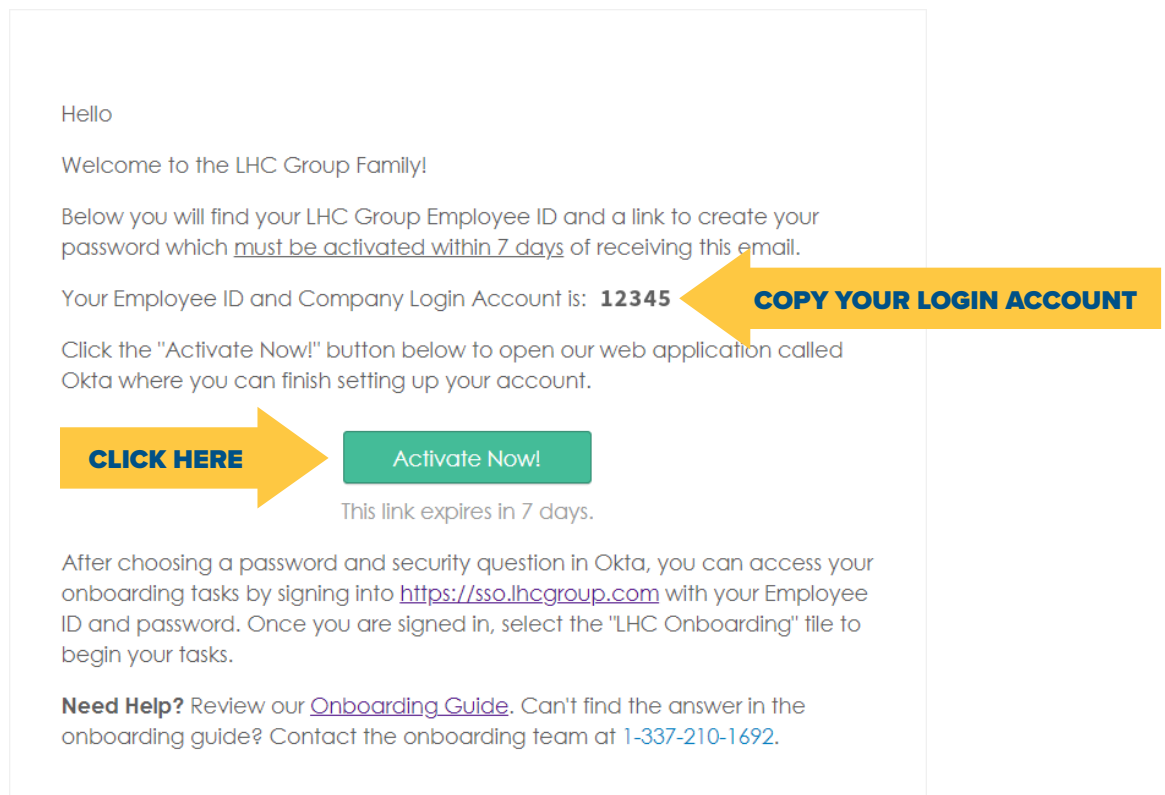 Hello
Welcome to the LHC Group Family!
Below you will find your LHC Group Employee ID and a link to create your
password which must be activated within 7 days of receiving this email.
Your Employee ID and Company Login Account is: 12345
COPY YOUR LOGIN ACCOUNT
Click the "Activate Now!" button below to open our web application called
Okta where you can finish setting up your account.
CLICK HERE
Activate Now!
This link expires in 7 days.
After choosing a password and security question in Okta, you can access your
onboarding tasks by signing into https://sso.lhcgroup.com with your Employee
ID and password. Once you are signed in, select the "LHC Onboarding" tile to
begin your tasks.
Need Help? Review our Onboarding Guide. Can't find the answer in the
onboarding guide? Contact the onboarding team at 1-337-210-1692.